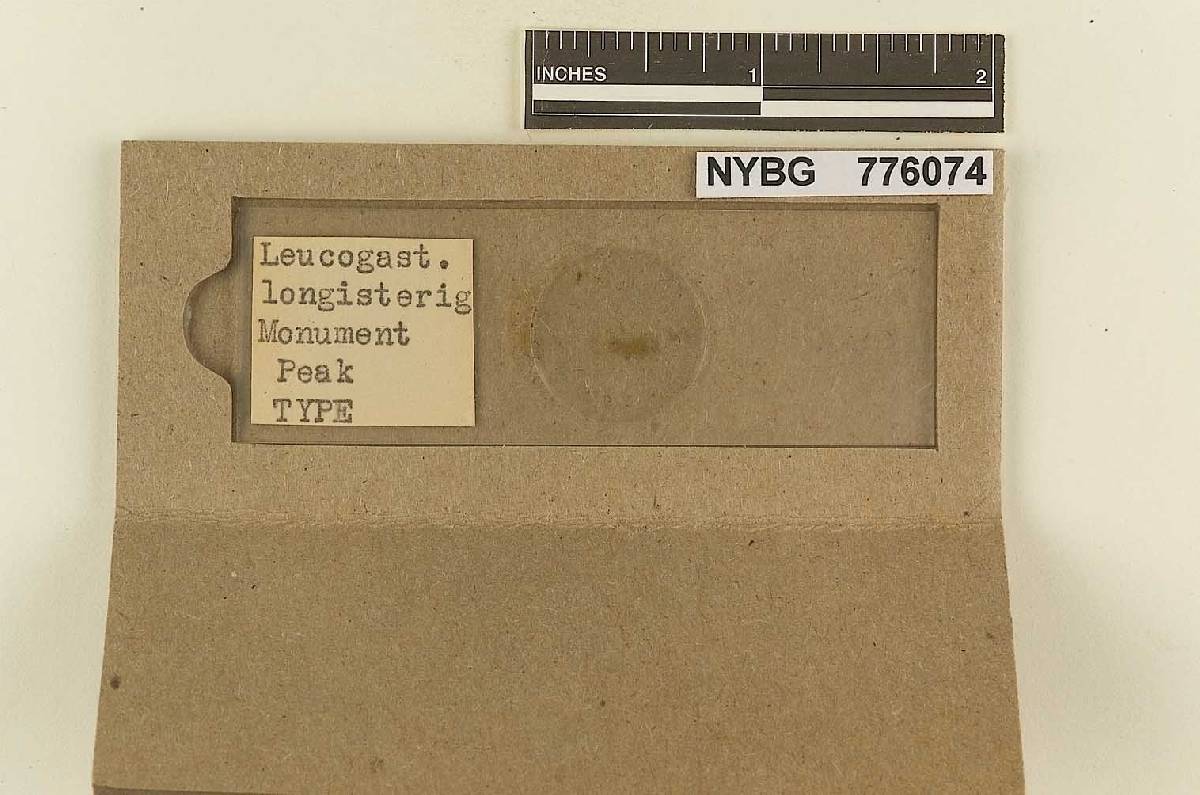 INCHES 1 2
NYBG 776074
Leucogast.
longisterig
Monument
Peak
TYPE